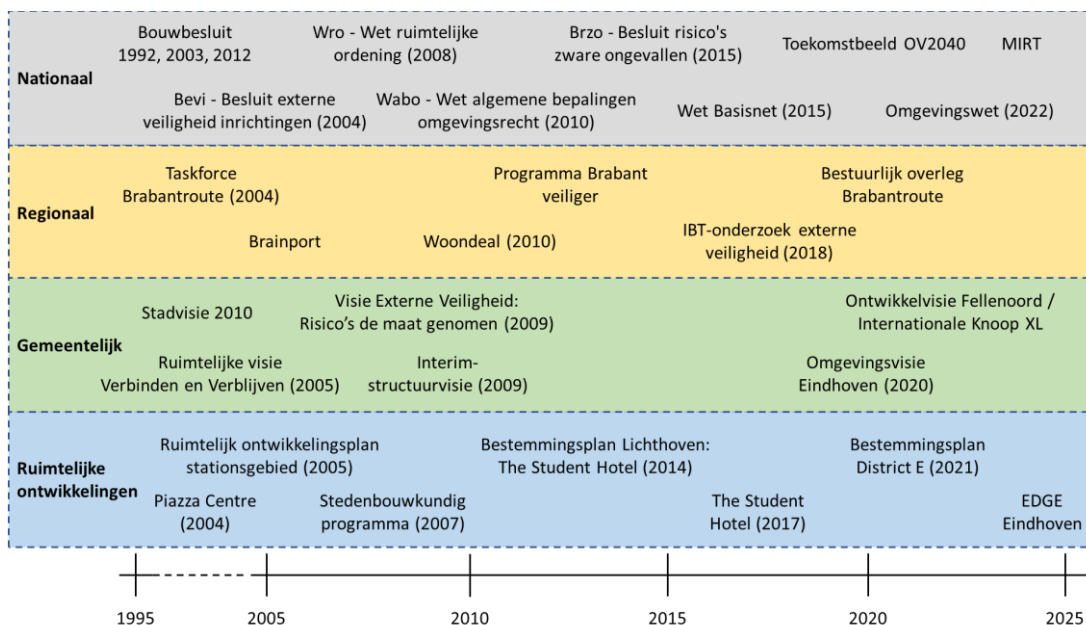 Nationaal
Bouwbesluit
1992, 2003, 2012
Wro - Wet ruimtelijke
ordening (2008)
Brzo - Besluit risico's
zware ongevallen (2015)
Toekomstbeeld OV2040
MIRT
Bevi - Besluit externe
veiligheid inrichtingen (2004)
Wabo - Wet algemene bepalingen
omgevingsrecht (2010)
Wet Basisnet (2015)
Omgevingswet (2022)
Regionaal
Taskforce
Brabantroute (2004)
Programma Brabant
veiliger
Bestuurlijk overleg
Brabantroute
Brainport
Woondeal (2010)
IBT-onderzoek externe
veiligheid (2018)
Gemeentelijk
Stadvisie 2010
Visie Externe Veiligheid:
Risico’s de maat genomen (2009)
Ontwikkelvisie Fellenoord /
Internationale Knoop XL
Ruimtelijke visie
Verbinden en Verblijven (2005)
Interim-
structuurvisie (2009)
Omgevingsvisie
Eindhoven (2020)
Ruimtelijke
ontwikkelingen
Ruimtelijk ontwikkelingsplan
stationsgebied (2005)
Bestemmingsplan Lichthoven:
The Student Hotel (2014)
Bestemmingsplan
District E (2021)
Piazza Centre
(2004)
Stedenbouwkundig
programma (2007)
The Student
Hotel (2017)
EDGE
Eindhoven
1995 2005 2010 2015 2020 2025